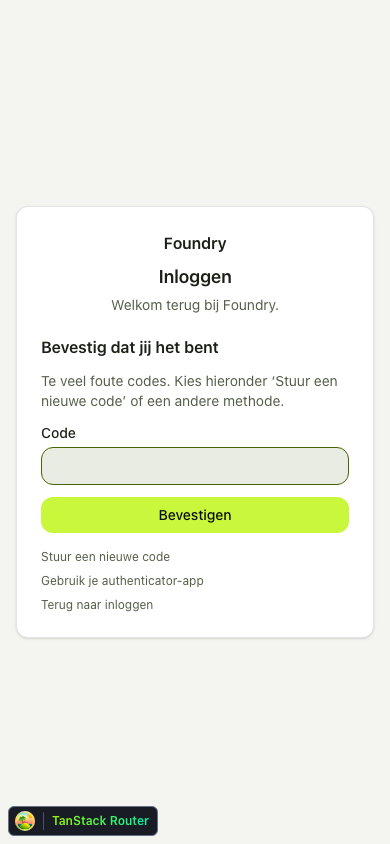 Foundry
Inloggen
Welkom terug bij Foundry.
Bevestig dat jij het bent
Te veel foute codes. Kies hieronder ‘Stuur een
nieuwe code’ of een andere methode.
Code
Bevestigen
Stuur een nieuwe code
Gebruik je authenticator-app
Terug naar inloggen
TanStack Router